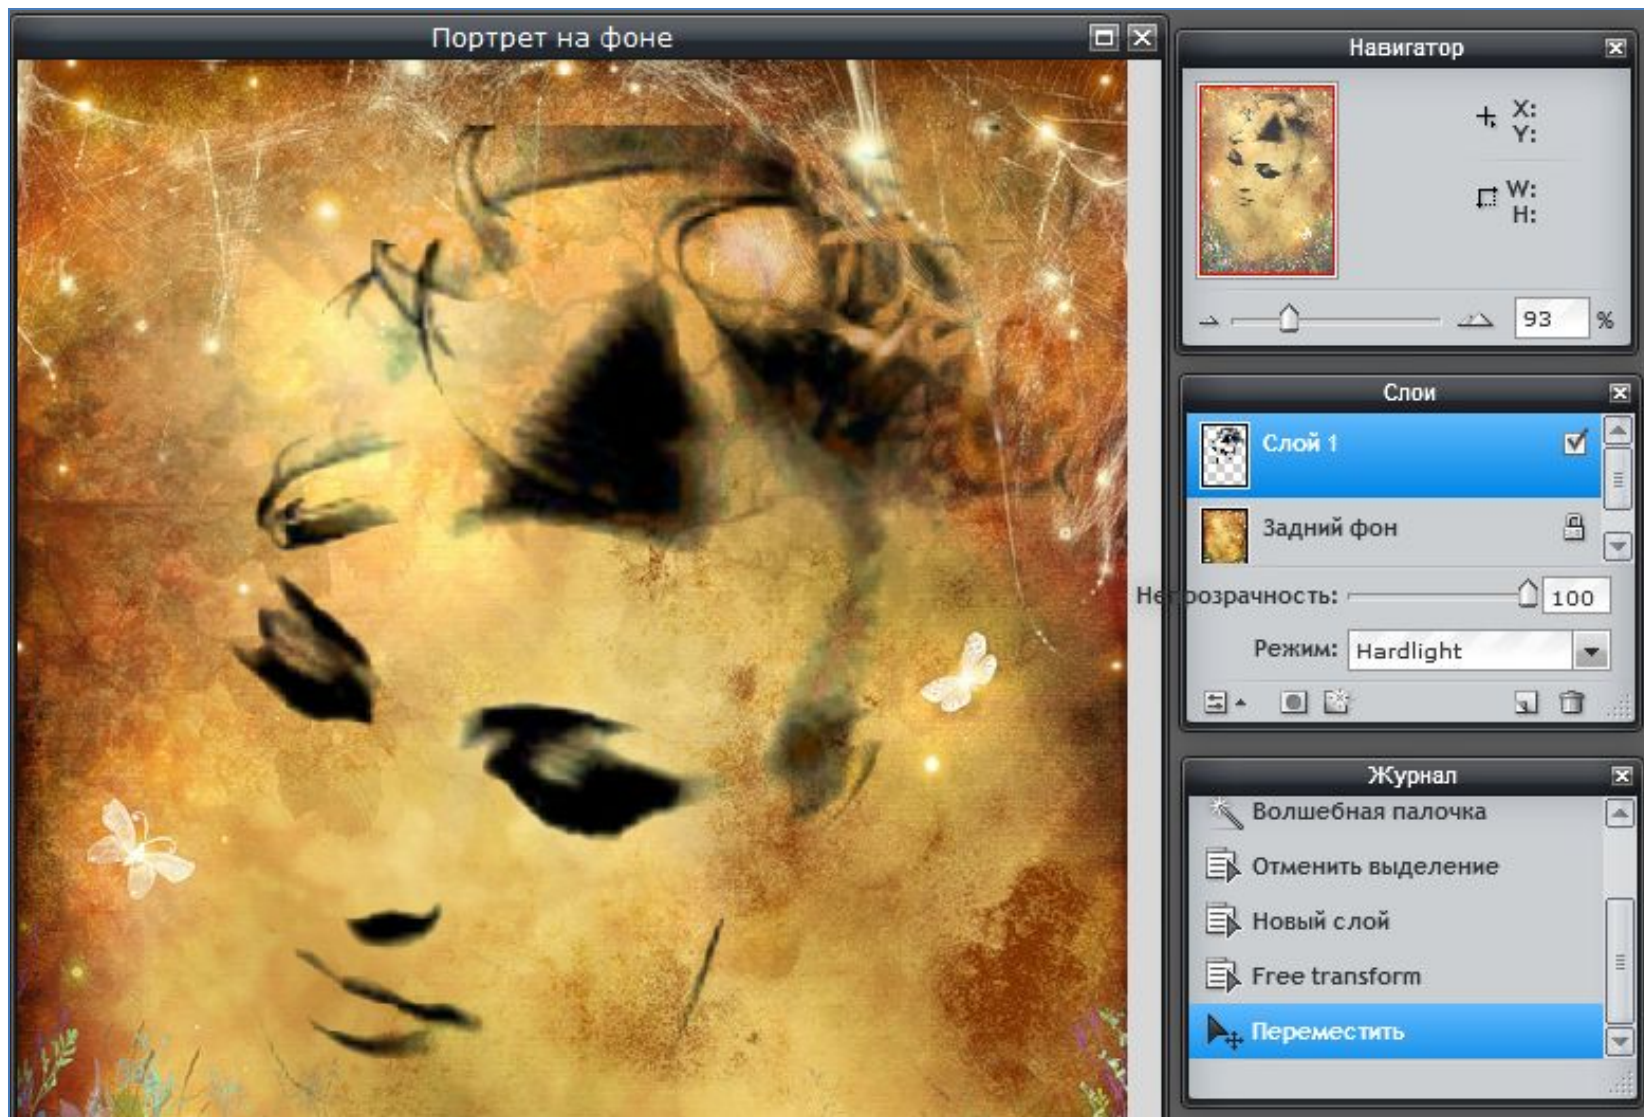 Портрет на фоне
Навигатор
X:
Y:
W:
H:
93 %
Слои
Слой 1
Задний фон
Непрозрачность: 100
Режим: Hardlight
Журнал
Волшебная палочка
Отменить выделение
Новый слой
Free transform
Переместить